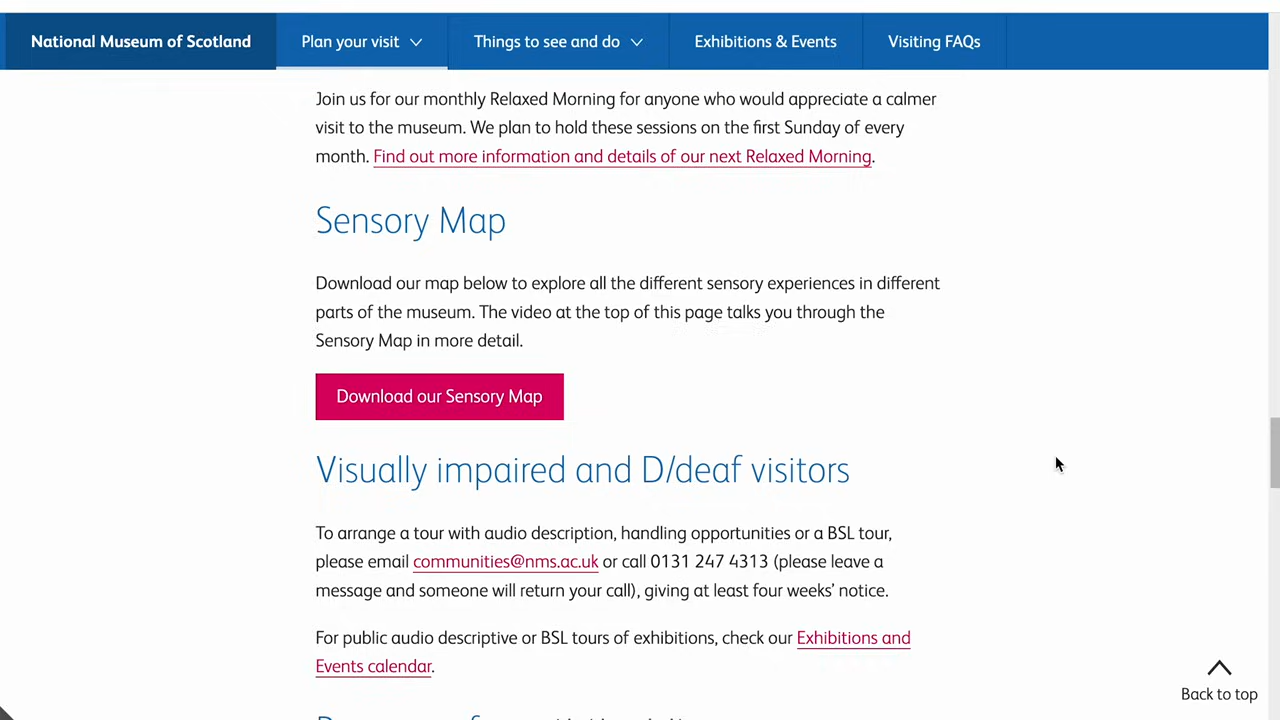 National Museum of Scotland
Plan your visit
Things to see and do
Exhibitions & Events
Visiting FAQs
Join us for our monthly Relaxed Morning for anyone who would appreciate a calmer
visit to the museum. We plan to hold these sessions on the first Sunday of every
month. Find out more information and details of our next Relaxed Morning.
Sensory Map
Download our map below to explore all the different sensory experiences in different
parts of the museum. The video at the top of this page talks you through the
Sensory Map in more detail.
Download our Sensory Map
Visually impaired and D/deaf visitors
To arrange a tour with audio description, handling opportunities or a BSL tour,
please email communities@nms.ac.uk or call 0131 247 4313 (please leave a
message and someone will return your call), giving at least four weeks’ notice.
For public audio descriptive or BSL tours of exhibitions, check our Exhibitions and
Events calendar.
Back to top